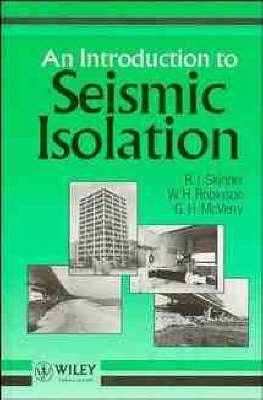 An Introduction to
Seismic
Isolation
R. I. Skinner
W. H. Robinson
G. H. McVerry
WILEY